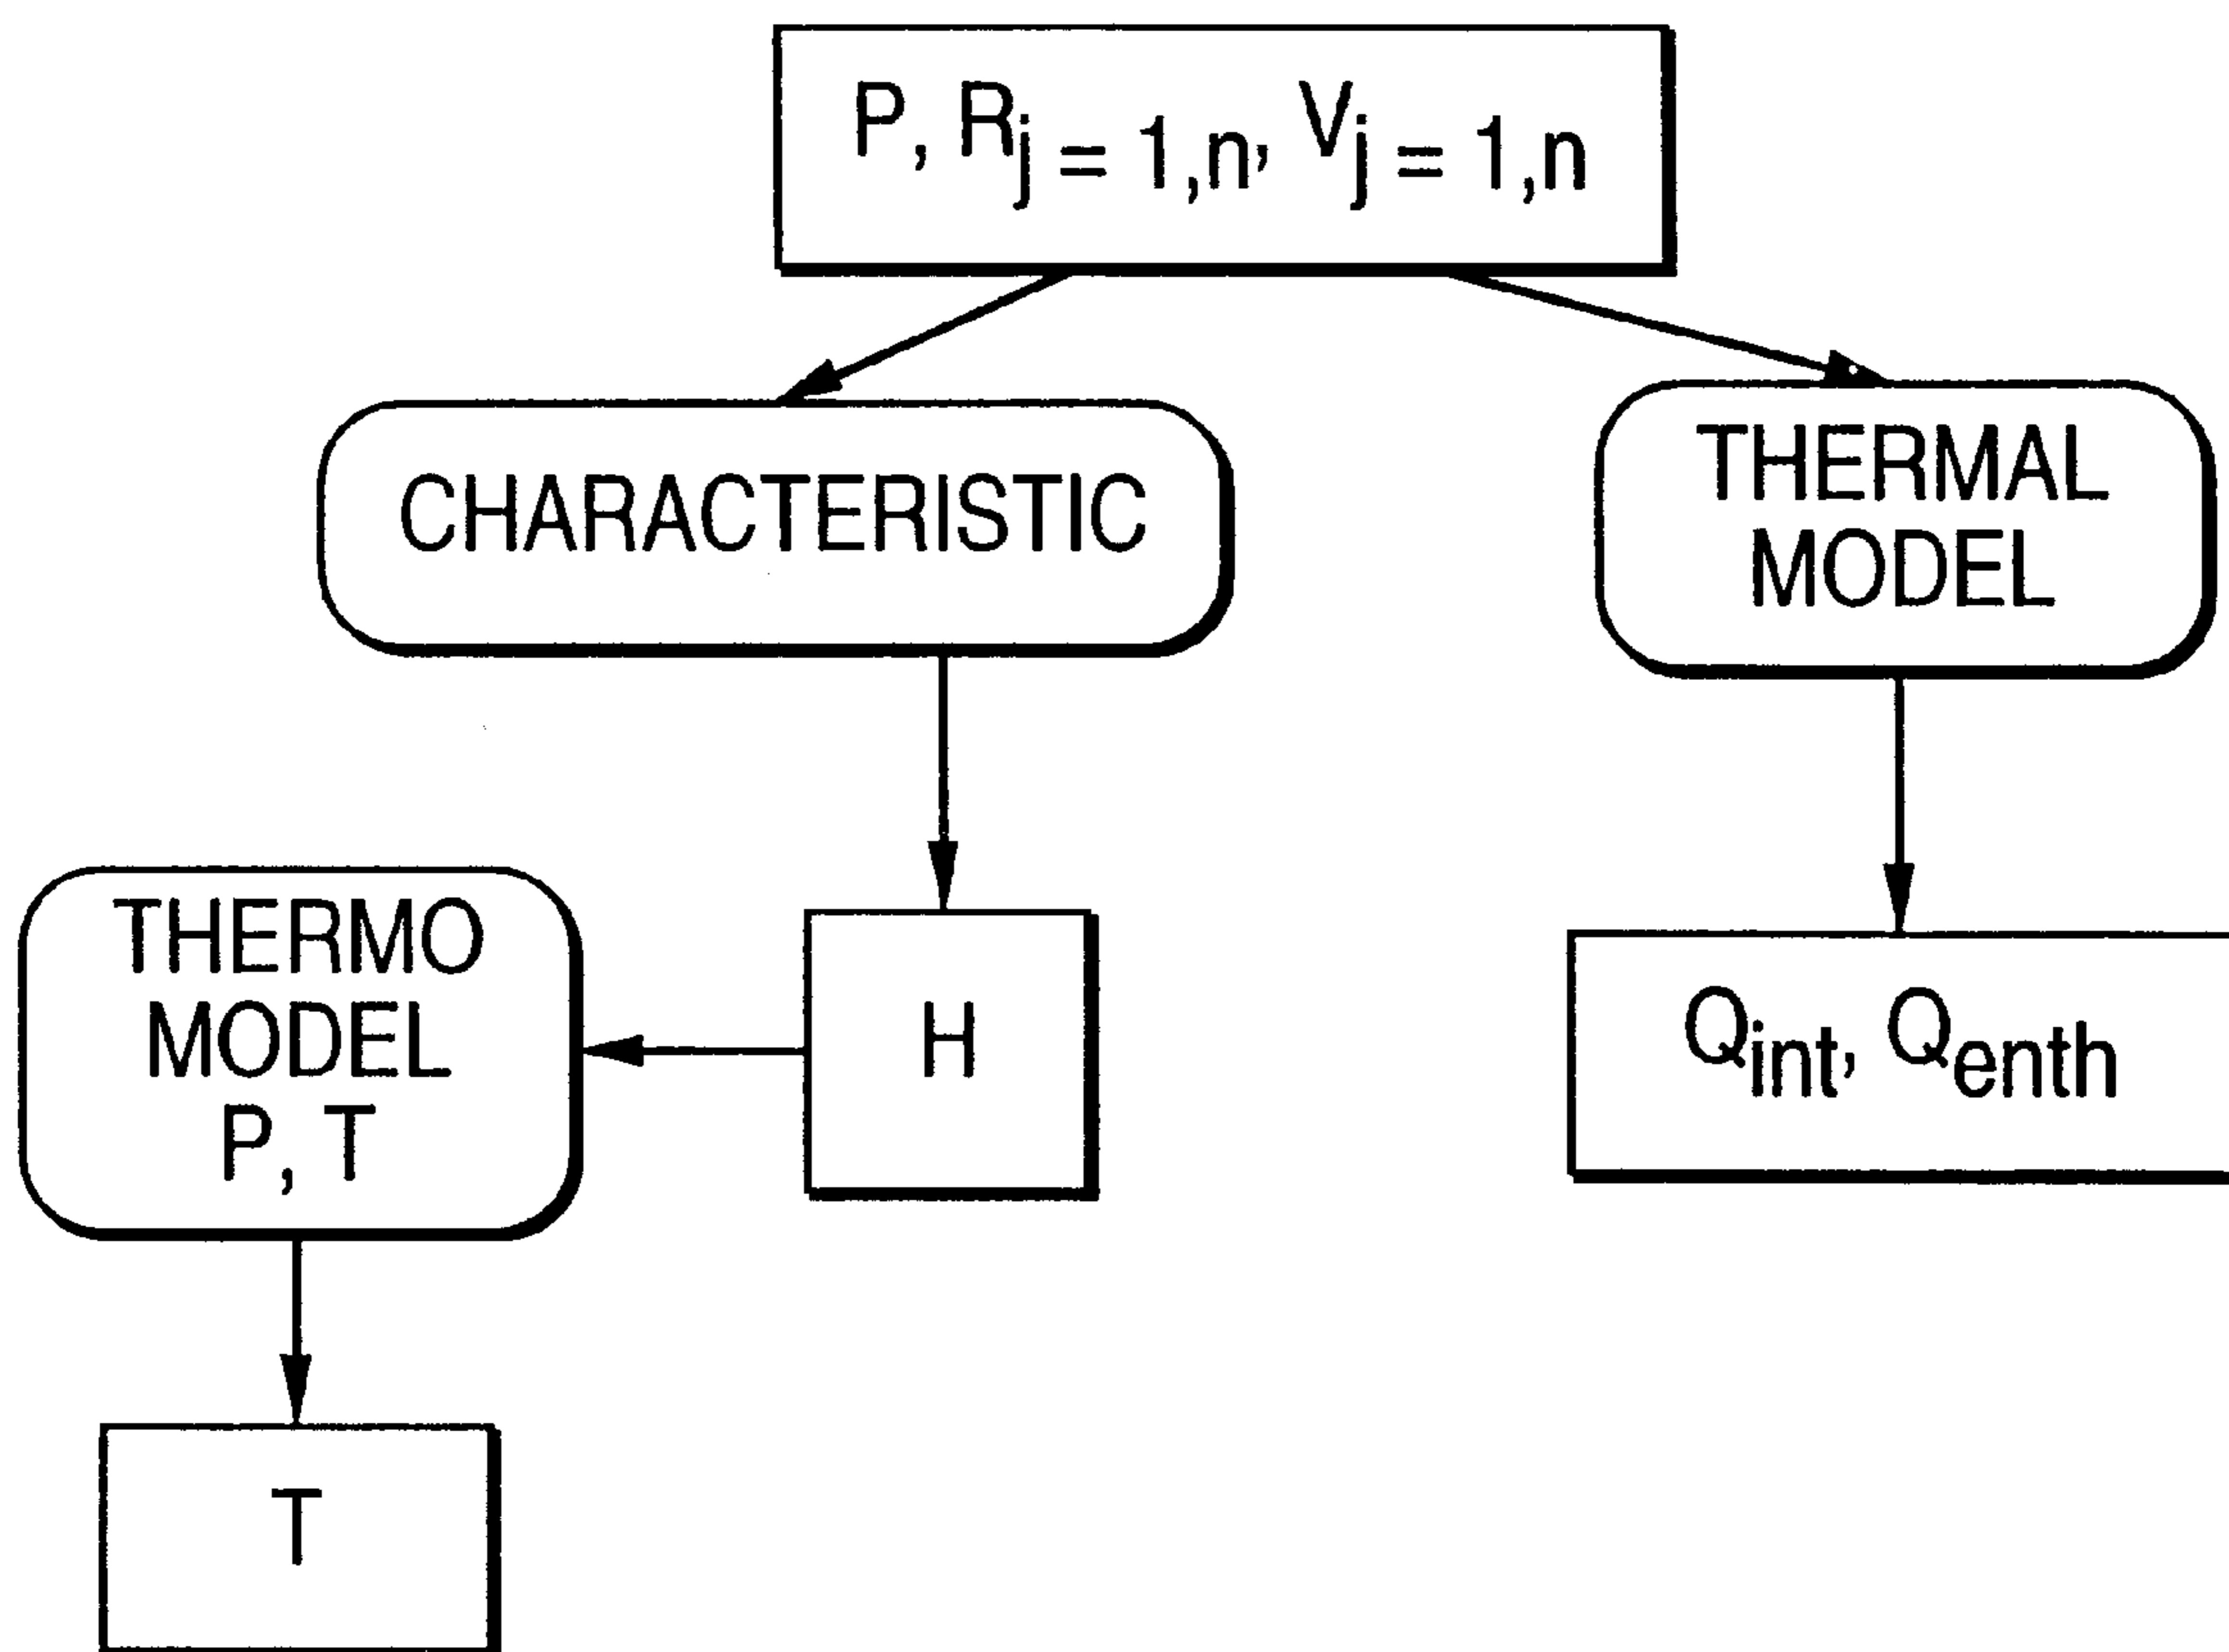 P, Rj = 1,n, Vj = 1,n
CHARACTERISTIC
THERMAL
MODEL
THERMO
MODEL
P, T
H
Qint, Qenth
T